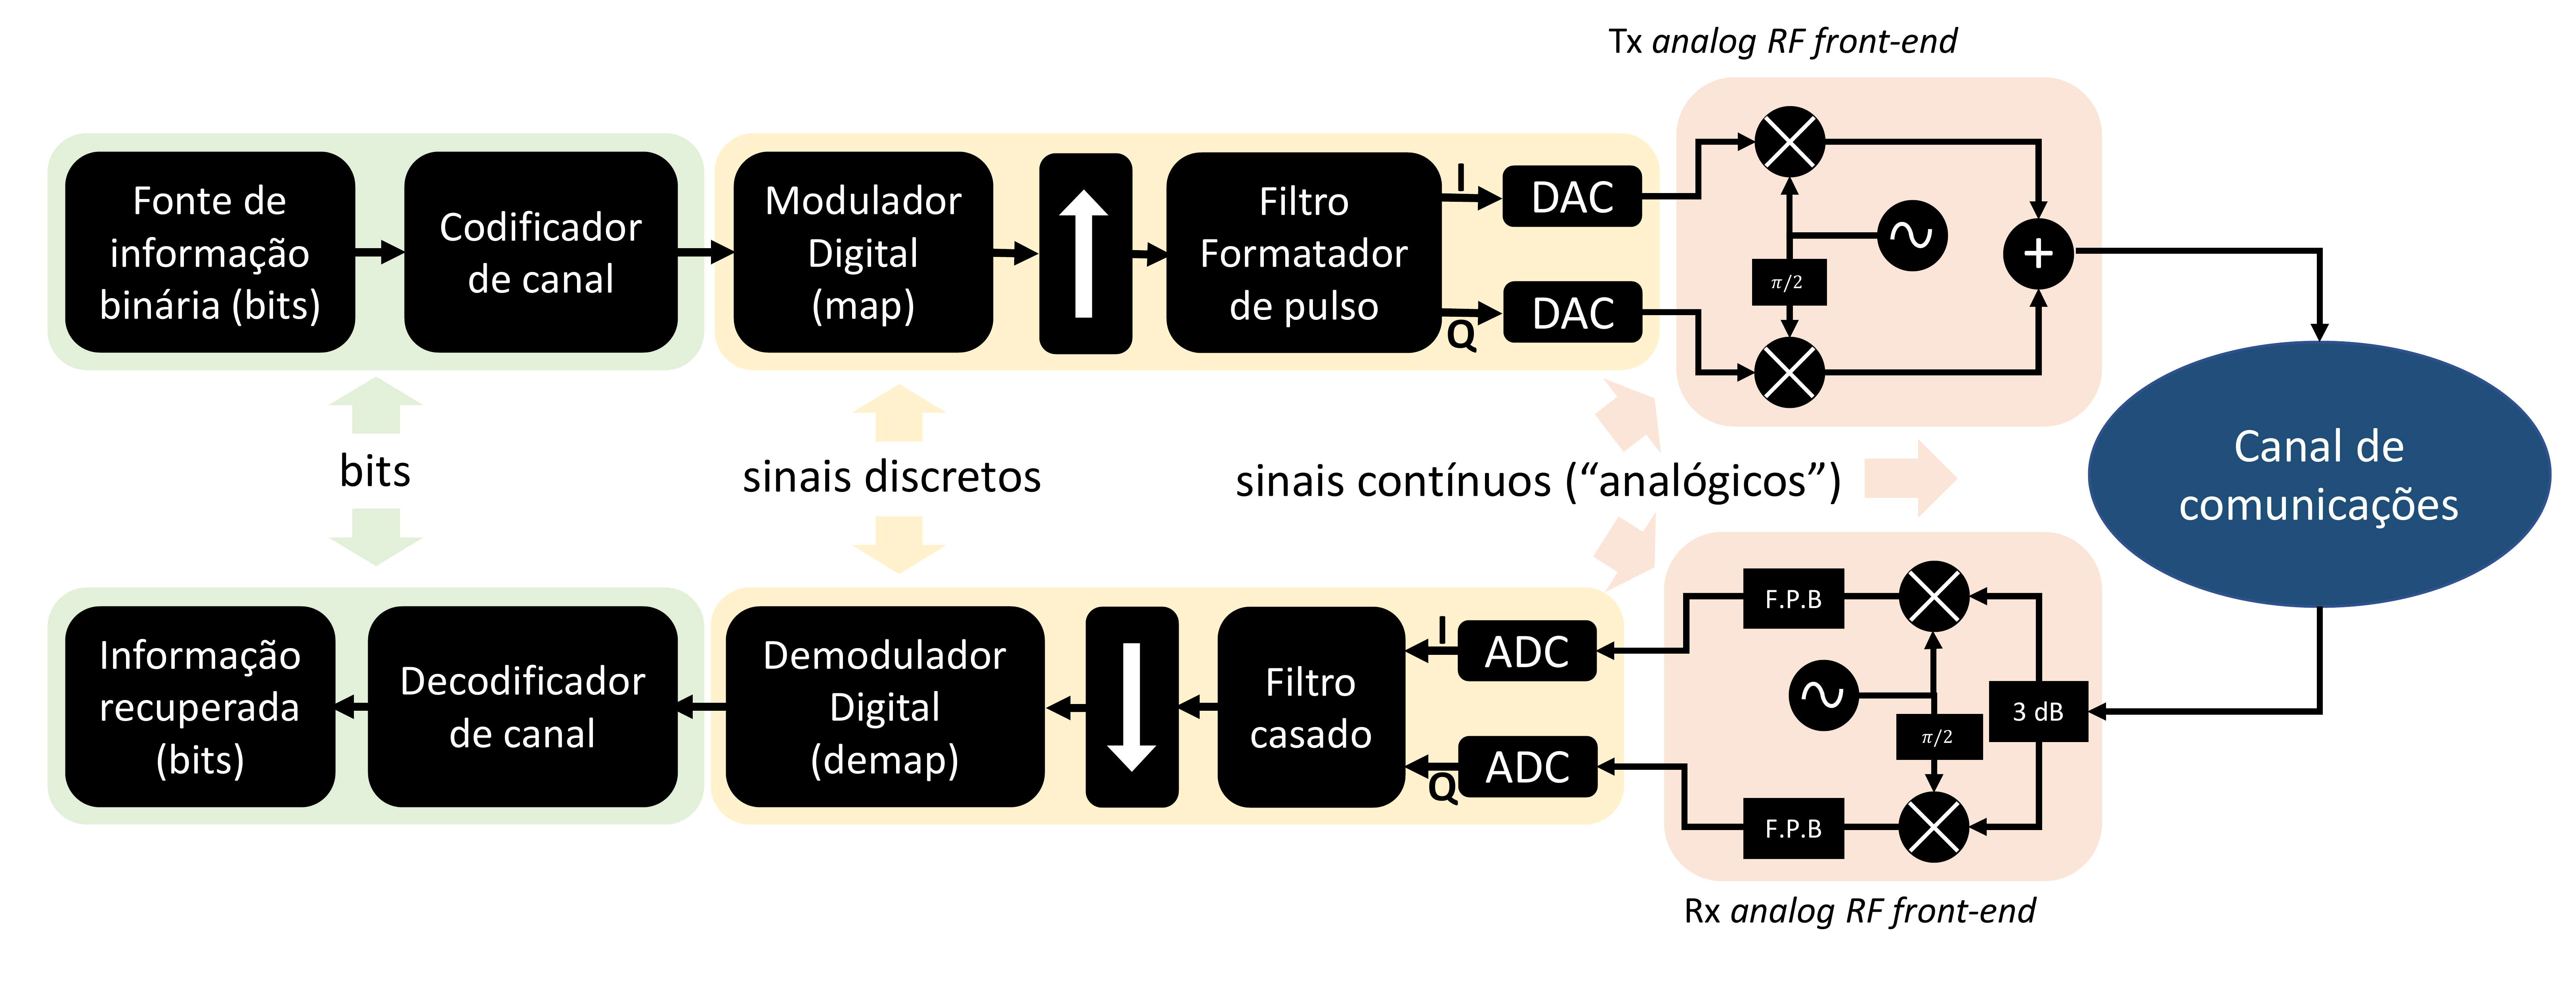 Tx analog RF front-end
Fonte de
informação
binária (bits)
Codificador
de canal
Modulador
Digital
(map)
Filtro
Formatador
de pulso
I
Q
DAC
DAC
π/2
Canal de
comunicações
bits
sinais discretos
sinais contínuos (“analógicos”)
Informação
recuperada
(bits)
Decodificador
de canal
Demodulador
Digital
(demap)
Filtro
casado
I
Q
ADC
ADC
F.P.B
F.P.B
π/2
3 dB
Rx analog RF front-end